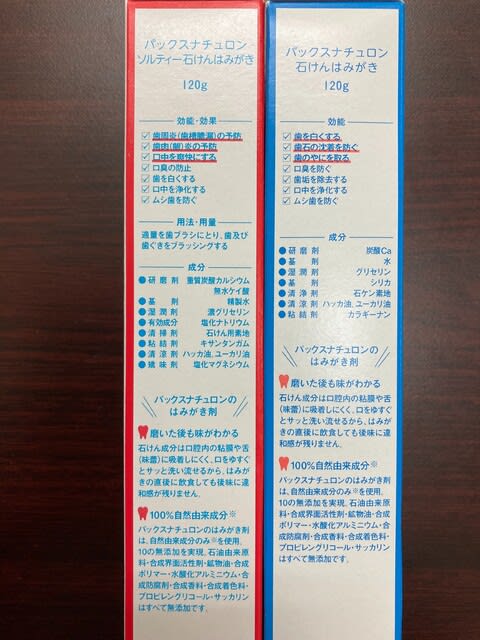 パックスナチュロン
ソルティー石けんはみがき
120g
効能・効果
☑ 歯周炎(歯槽膿漏)の予防
☑ 歯肉(齦)炎の予防
☑ 口中を爽快にする
☑ 口臭の防止
☑ 歯を白くする
☑ 口中を浄化する
☑ ムシ歯を防ぐ
用法・用量
適量を歯ブラシにとり、歯及び
歯ぐきをブラッシングする
成分
●研磨剤 重質炭酸カルシウム
無水ケイ酸
●基剤 精製水
●湿潤剤 濃グリセリン
●有効成分 塩化ナトリウム
●清掃剤 石けん用素地
●粘結剤 キサンタンガム
●清涼剤 ハッカ油、ユーカリ油
●矯味剤 塩化マグネシウム
パックスナチュロンの
はみがき剤
磨いた後も味がわかる
石けん成分は口腔内の粘膜や舌
(味蕾)に吸着しにくく、口をゆすぐ
とサッと洗い流せるから、はみがき
の直後に飲食しても後味に違
和感が残りません。
100%自然由来成分※
パックスナチュロンのはみがき剤
は、自然由来成分のみ※を使用。
10の無添加を実現。石油由来原
料・合成界面活性剤・鉱物油・合成
ポリマー・水酸化アルミニウム・合
成防腐剤・合成香料・合成着色料・
プロピレングリコール・サッカリン
はすべて無添加です。
パックスナチュロン
石けんはみがき
120g
効能
☑ 歯を白くする
☑ 歯石の沈着を防ぐ
☑ 歯のやにを取る
☑ 口臭を防ぐ
☑ 歯垢を除去する
☑ 口中を浄化する
☑ ムシ歯を防ぐ
成分
●研磨剤 炭酸Ca
●基剤 水
●湿潤剤 グリセリン
●基剤 シリカ
●清浄剤 石ケン素地
●清涼剤 ハッカ油、ユーカリ油
●粘結剤 カラギーナン
パックスナチュロンの
はみがき剤
磨いた後も味がわかる
石けん成分は口腔内の粘膜や舌
(味蕾)に吸着しにくく、口をゆすぐ
とサッと洗い流せるから、はみが
きの直後に飲食しても後味に違
和感が残りません。
100%自然由来成分※
パックスナチュロンのはみがき剤
は、自然由来成分のみ※を使用。
10の無添加を実現。石油由来原
料・合成界面活性剤・鉱物油・合成
ポリマー・水酸化アルミニウム・合
成防腐剤・合成香料・合成着色料・
プロピレングリコール・サッカリン
はすべて無添加です。